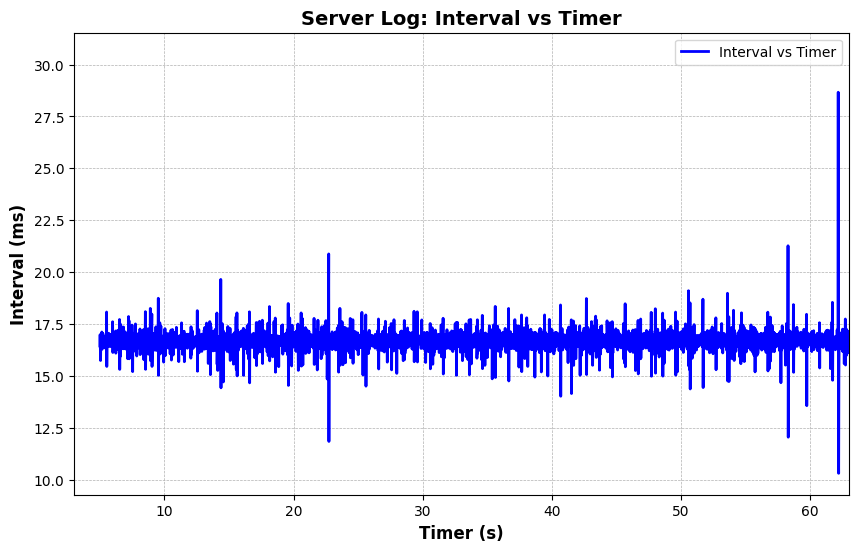 Server Log: Interval vs Timer
Interval vs Timer
30.0
27.5
25.0
22.5
20.0
17.5
15.0
12.5
10.0
Interval (ms)
10 20 30 40 50 60
Timer (s)